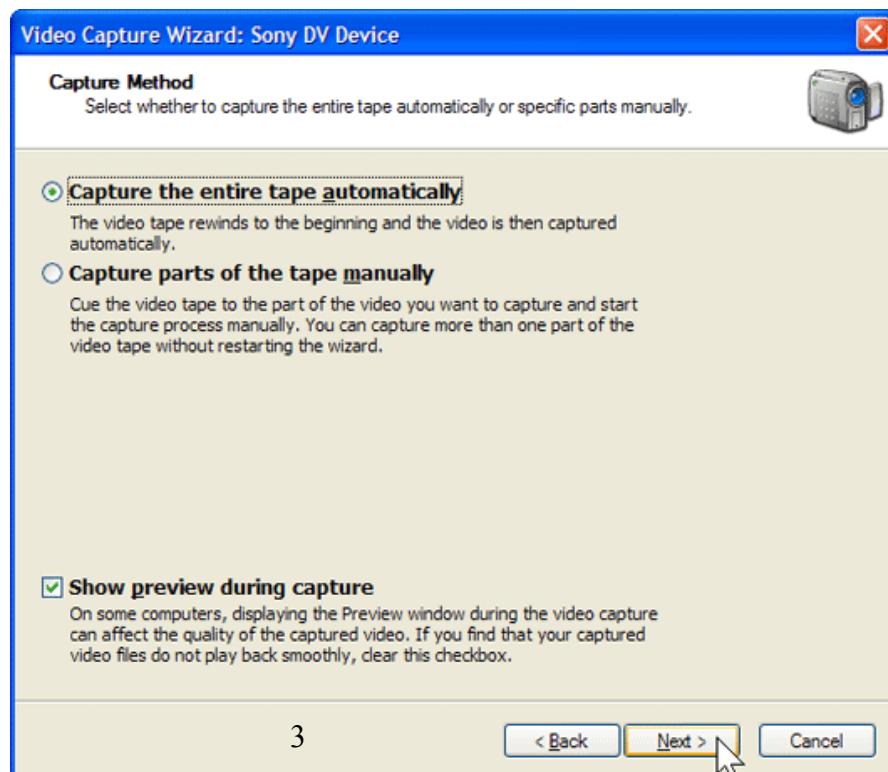 Video Capture Wizard: Sony DV Device
Capture Method
Select whether to capture the entire tape automatically or specific parts manually.
Capture the entire tape automatically
The video tape rewinds to the beginning and the video is then captured
automatically.
Capture parts of the tape manually
Cue the video tape to the part of the video you want to capture and start
the capture process manually. You can capture more than one part of the
video tape without restarting the wizard.
Show preview during capture
On some computers, displaying the Preview window during the video capture
can affect the quality of the captured video. If you find that your captured
video files do not play back smoothly, clear this checkbox.
3 < Back Next > Cancel